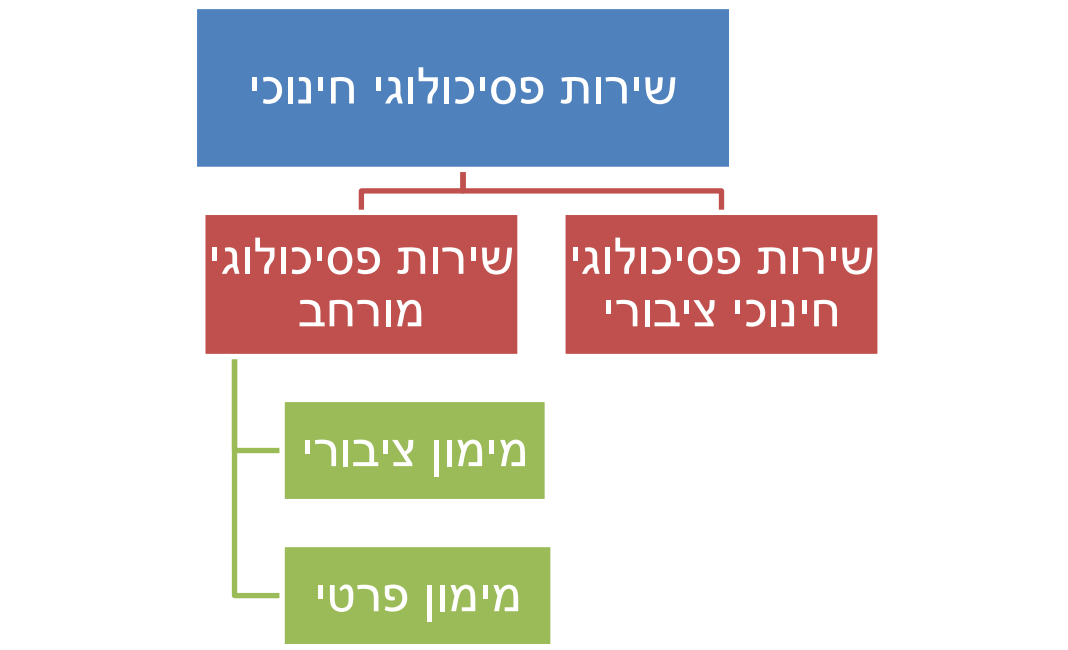 שירות פסיכולוגי חינוכי
שירות פסיכולוגי
חינוכי ציבורי
שירות פסיכולוגי
מורחב
מימון ציבורי
מימון פרטי